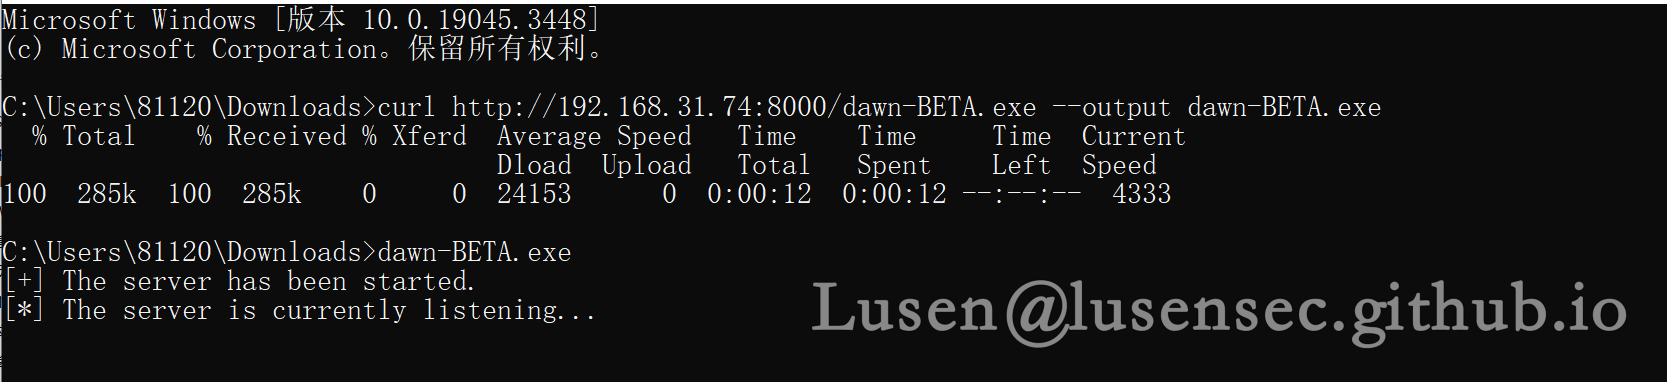 Microsoft Windows [版本 10.0.19045.3448]
(c) Microsoft Corporation。保留所有权利。
C:\Users\81120\Downloads>curl http://192.168.31.74:8000/dawn-BETA.exe --output dawn-BETA.exe
  % Total    % Received % Xferd  Average Speed   Time    Time     Time  Current
                                 Dload  Upload   Total   Spent    Left  Speed
100  285k  100  285k    0     0  24153      0  0:00:12  0:00:12 --:--:--  4333
C:\Users\81120\Downloads>dawn-BETA.exe
[+] The server has been started.
[*] The server is currently listening...
Lusen@lusensec.github.io